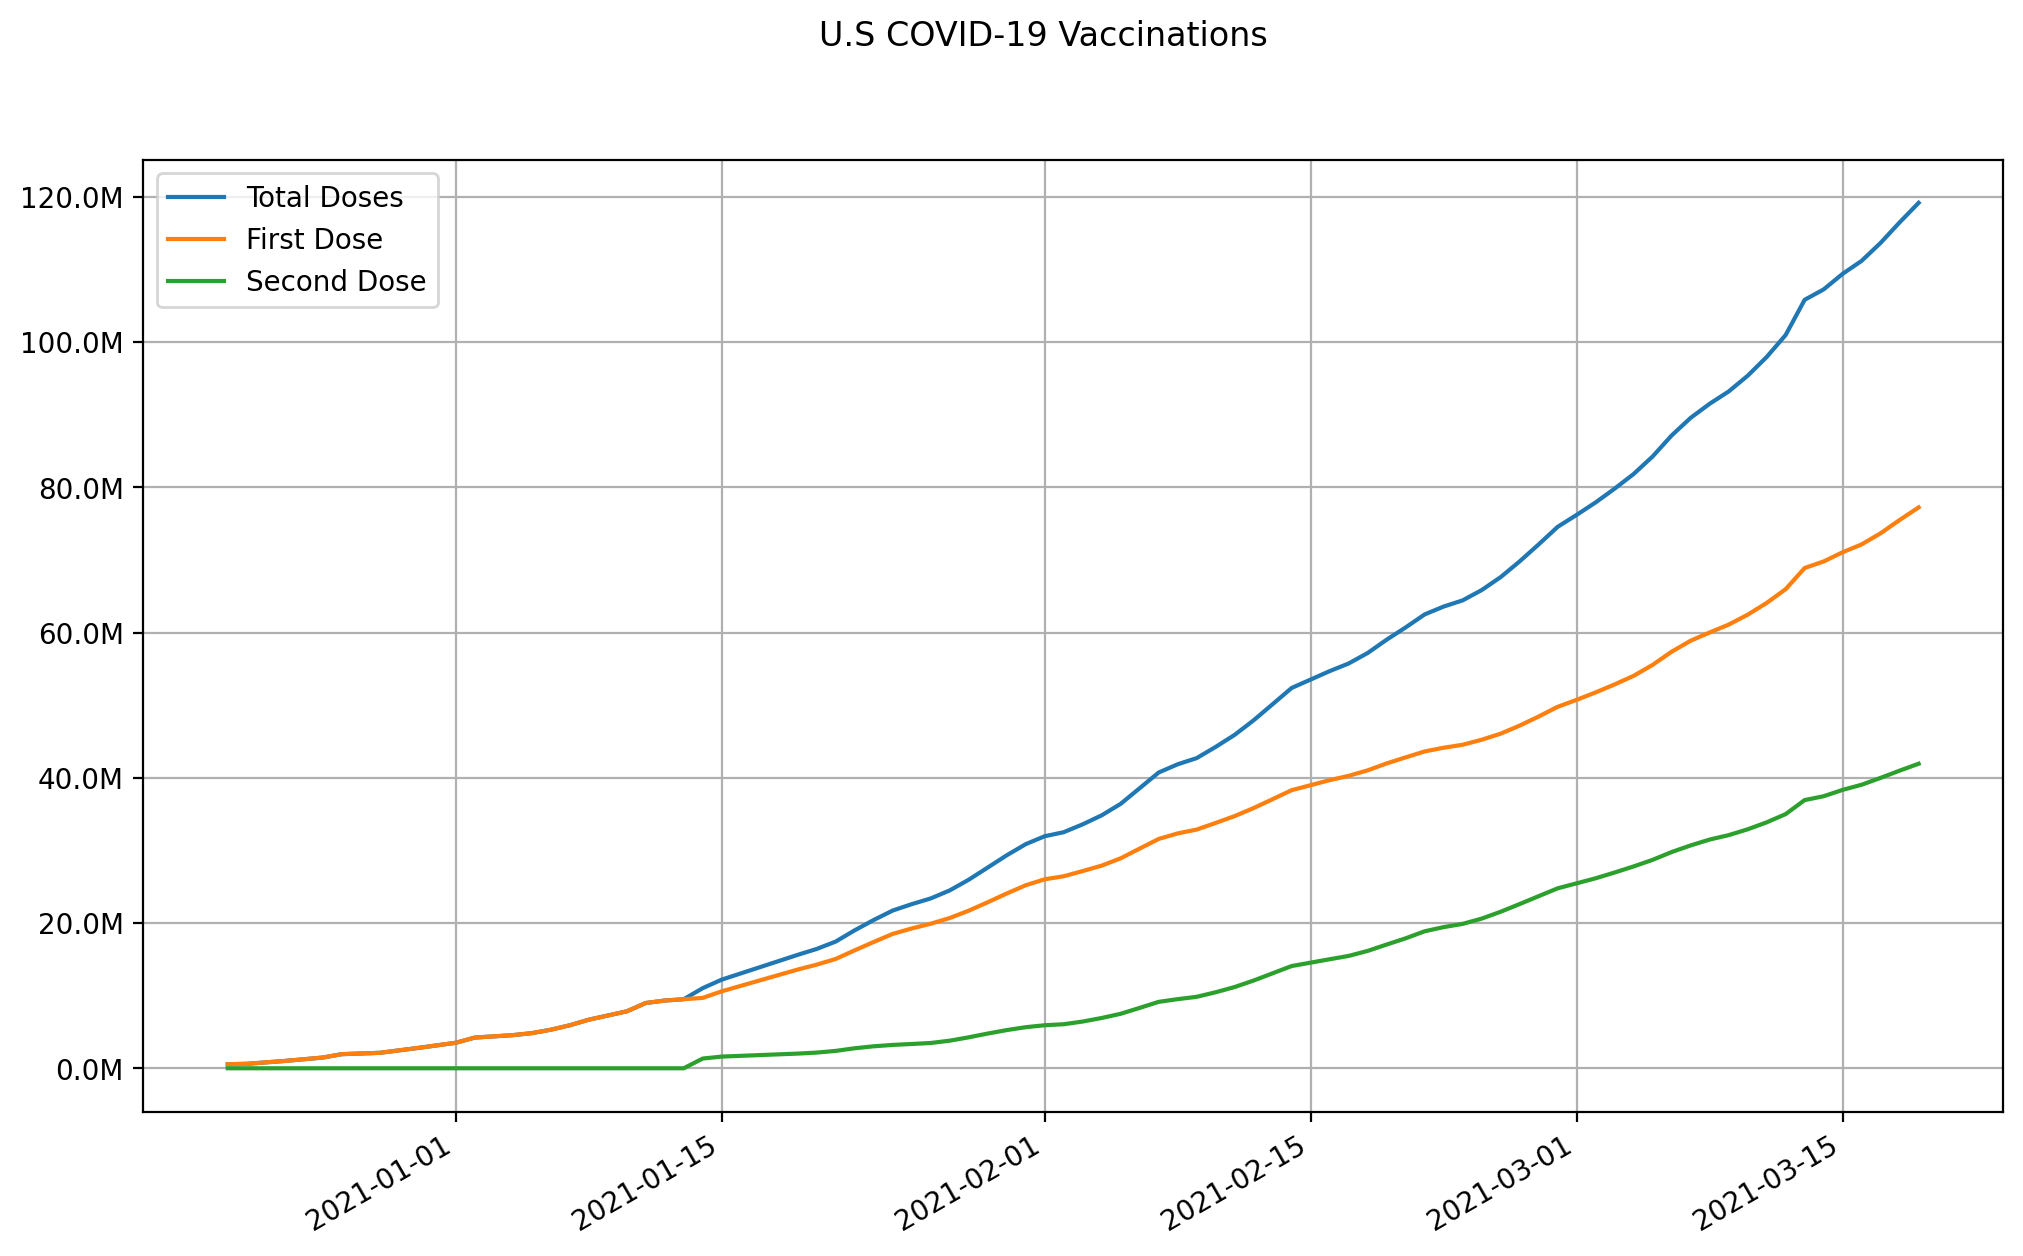 U.S COVID-19 Vaccinations
Total Doses
First Dose
Second Dose
120.0M
100.0M
80.0M
60.0M
40.0M
20.0M
0.0M
2021-01-01
2021-01-15
2021-02-01
2021-02-15
2021-03-01
2021-03-15